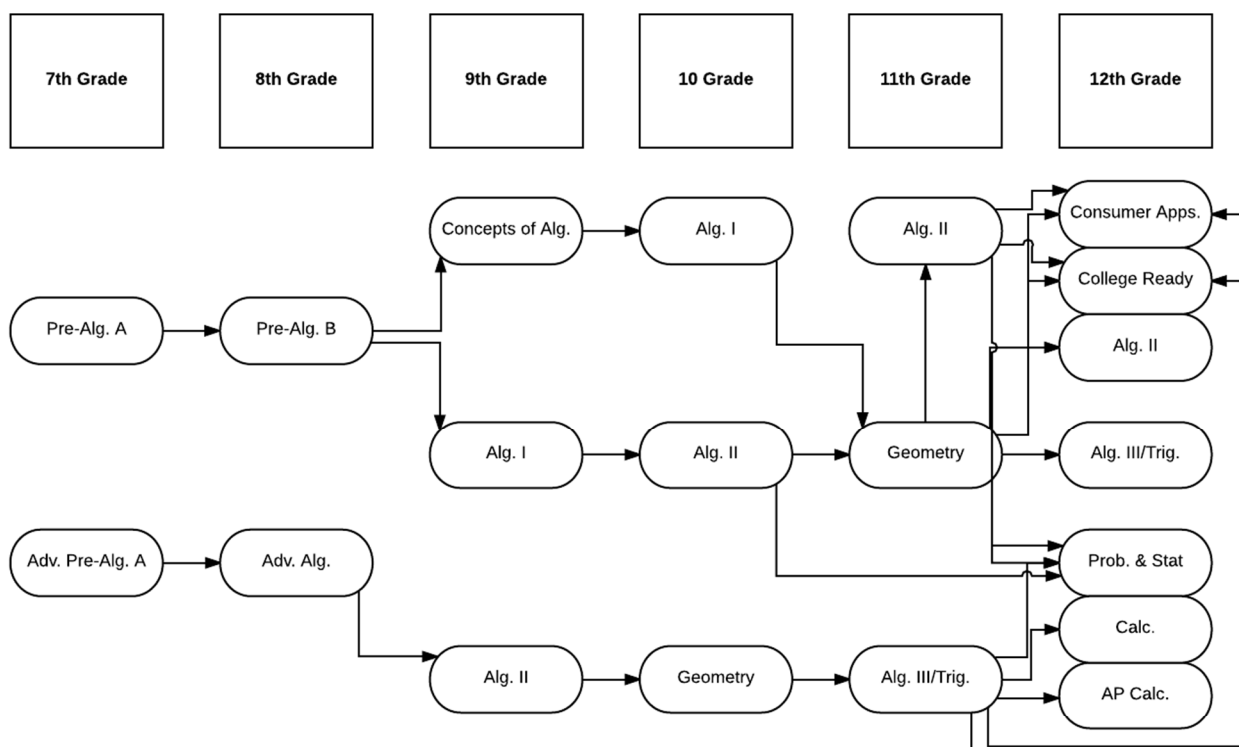 7th Grade
8th Grade
9th Grade
10 Grade
11th Grade
12th Grade
Concepts of Alg.
Alg. I
Alg. II
Consumer Apps.
College Ready
Pre-Alg. A
Pre-Alg. B
Alg. II
Alg. I
Alg. II
Geometry
Alg. III/Trig.
Adv. Pre-Alg. A
Adv. Alg.
Prob. & Stat
Calc.
Alg. II
Geometry
Alg. III/Trig.
AP Calc.